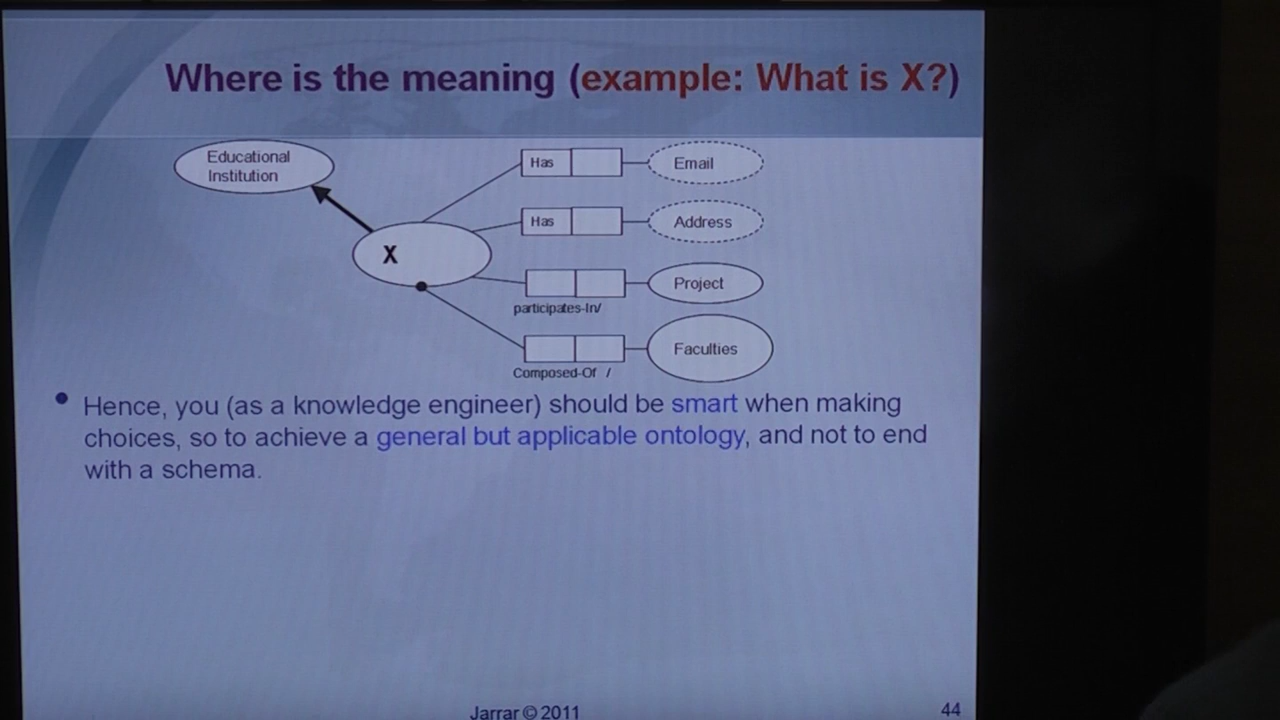 Where is the meaning (example: What is X?)
Educational
Institution
Has
Email
Has
Address
X
Project
participates-In/
Faculties
Composed-Of /
• Hence, you (as a knowledge engineer) should be smart when making
choices, so to achieve a general but applicable ontology, and not to end
with a schema.
Jarrar © 2011
44